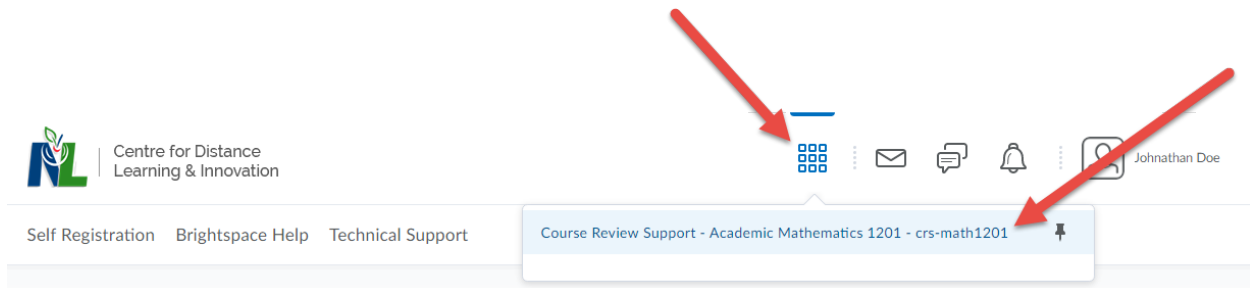 Centre for Distance
Learning & Innovation
Johnathan Doe
Self Registration Brightspace Help Technical Support
Course Review Support - Academic Mathematics 1201 - crs-math1201